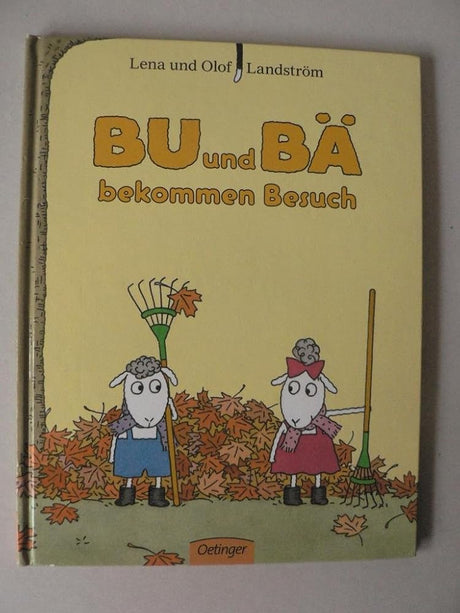 Lena und Olof Landström
BU und BÄ
bekommen Besuch
Oetinger